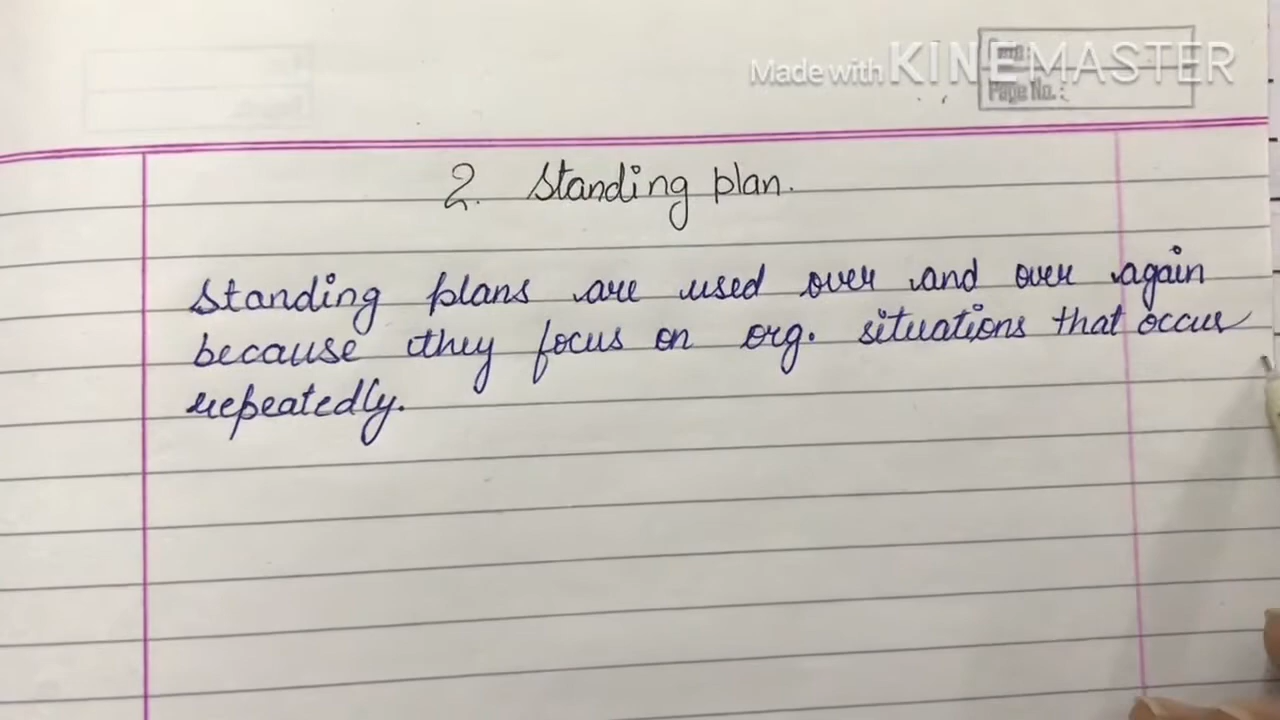 Made with KINEMASTER
Page No.:
2. Standing plan.
Standing plans are used over and over again
because they focus on org. situations that occur
repeatedly.